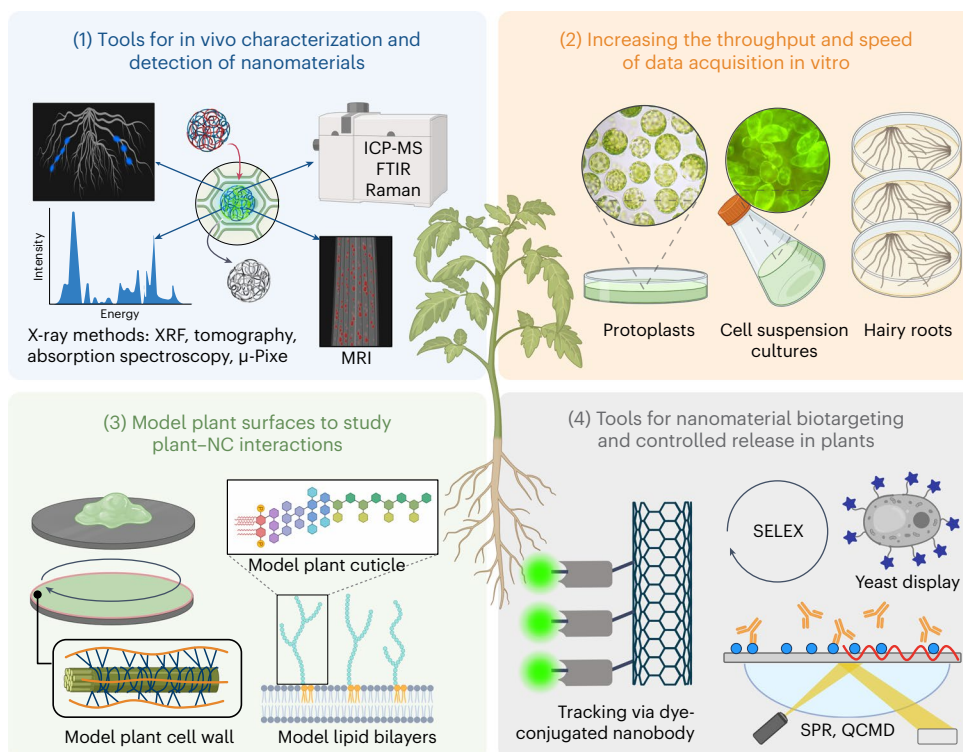 (1) Tools for in vivo characterization and
detection of nanomaterials
ICP-MS
FTIR
Raman
Intensity
Energy
X-ray methods: XRF, tomography,
absorption spectroscopy, µ-Pixe
MRI
(2) Increasing the throughput and speed
of data acquisition in vitro
Protoplasts
Cell suspension
cultures
Hairy roots
(3) Model plant surfaces to study
plant–NC interactions
Model plant cuticle
Model plant cell wall
Model lipid bilayers
(4) Tools for nanomaterial biotargeting
and controlled release in plants
SELEX
Yeast display
Tracking via dye-
conjugated nanobody
SPR, QCMD